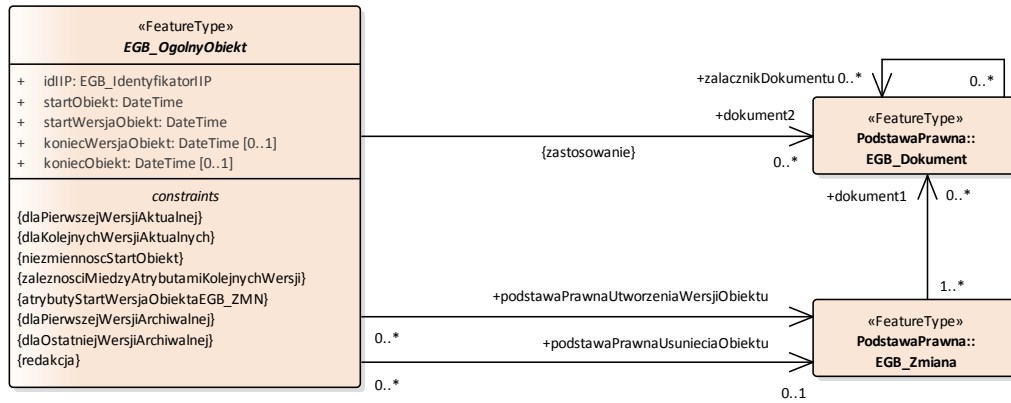 «FeatureType»
EGB_OgolnyObiekt
+ idIIP: EGB_IdentyfikatorIIP
+ startObiekt: DateTime
+ startWersjaObiekt: DateTime
+ koniecWersjaObiekt: DateTime [0..1]
+ koniecObiekt: DateTime [0..1]
constraints
{dlaPierwszejWersjiAktualnej}
{dlaKolejnychWersjiAktualnych}
{niezmiennoscStartObiekt}
{zaleznosciMiedzyAtrybutamiKolejnychWersji}
{atrybutyStartWersjaObiektaEGB_ZMN}
{dlaPierwszejWersjiArchiwalnej}
{dlaOstatniejWersjiArchiwalnej}
{redakcja}
+zalacznikDokumentu 0..*
0..*
+dokument2
{zastosowanie}
0..*
«FeatureType»
PodstawaPrawna::
EGB_Dokument
+dokument1
0..*
1..*
+podstawaPrawnaUtworzeniaWersjiObiektu
0..*
+podstawaPrawnaUsunieciaObiektu
0..*
0..1
«FeatureType»
PodstawaPrawna::
EGB_Zmiana